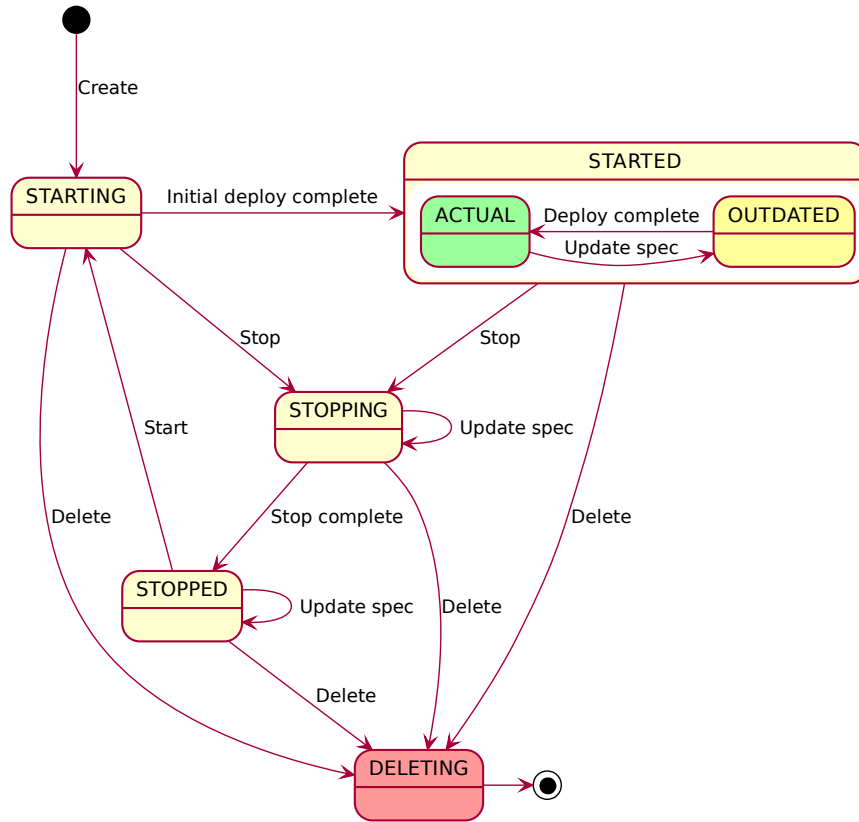 Create
STARTED
STARTING
Initial deploy complete
ACTUAL
Deploy complete
OUTDATED
Update spec
Stop
Stop
STOPPING
Update spec
Start
Delete
Stop complete
Delete
STOPPED
Update spec
Delete
Delete
DELETING